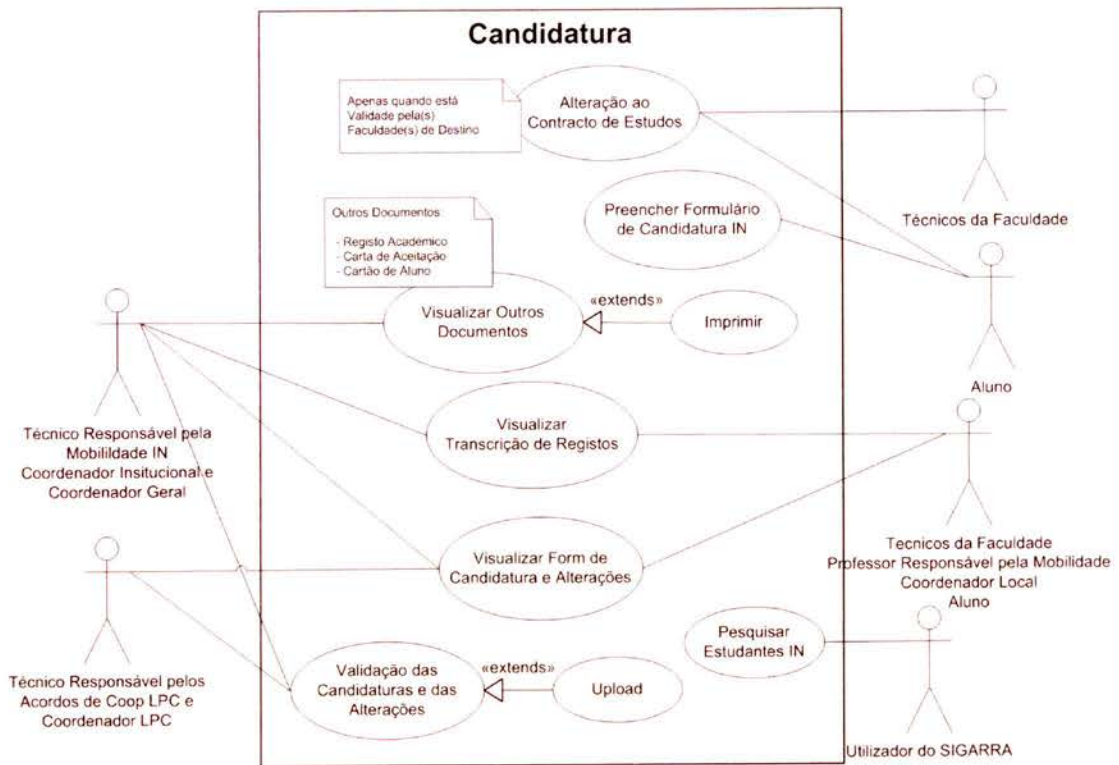 Candidatura
Apenas quando está
Validade pela(s)
Faculdade(s) de Destino
Alteração ao
Contracto de Estudos
Técnicos da Faculdade
Preencher Formulário
de Candidatura IN
Aluno
Outros Documentos:
- Registo Académico
- Carta de Aceitação
- Cartão de Aluno
Visualizar Outros
Documentos
«extends»
Imprimir
Técnico Responsável pela
Mobilildade IN
Coordenador Insitucional e
Coordenador Geral
Visualizar
Transcrição de Registos
Tecnicos da Faculdade
Professor Responsável pela Mobilidade
Coordenador Local
Aluno
Visualizar Form de
Candidatura e Alterações
Técnico Responsável pelos
Acordos de Coop LPC e
Coordenador LPC
Validação das
Candidaturas e das
Alterações
«extends»
Upload
Pesquisar
Estudantes IN
Utilizador do SIGARRA